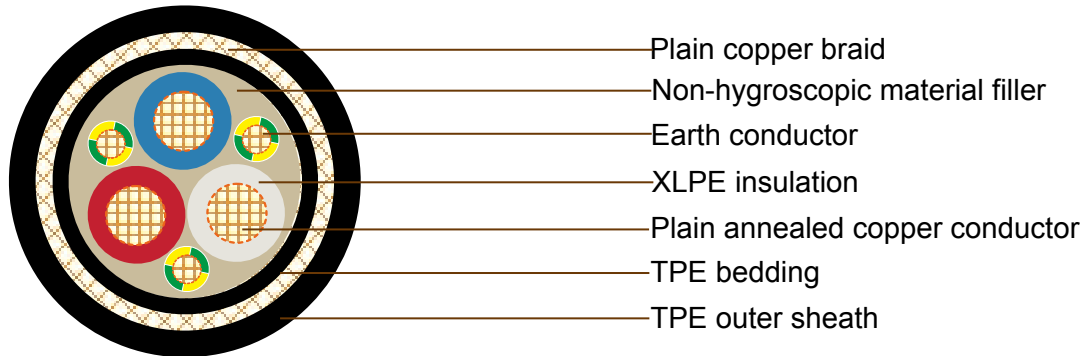 Plain copper braid
Non-hygroscopic material filler
Earth conductor
XLPE insulation
Plain annealed copper conductor
TPE bedding
TPE outer sheath